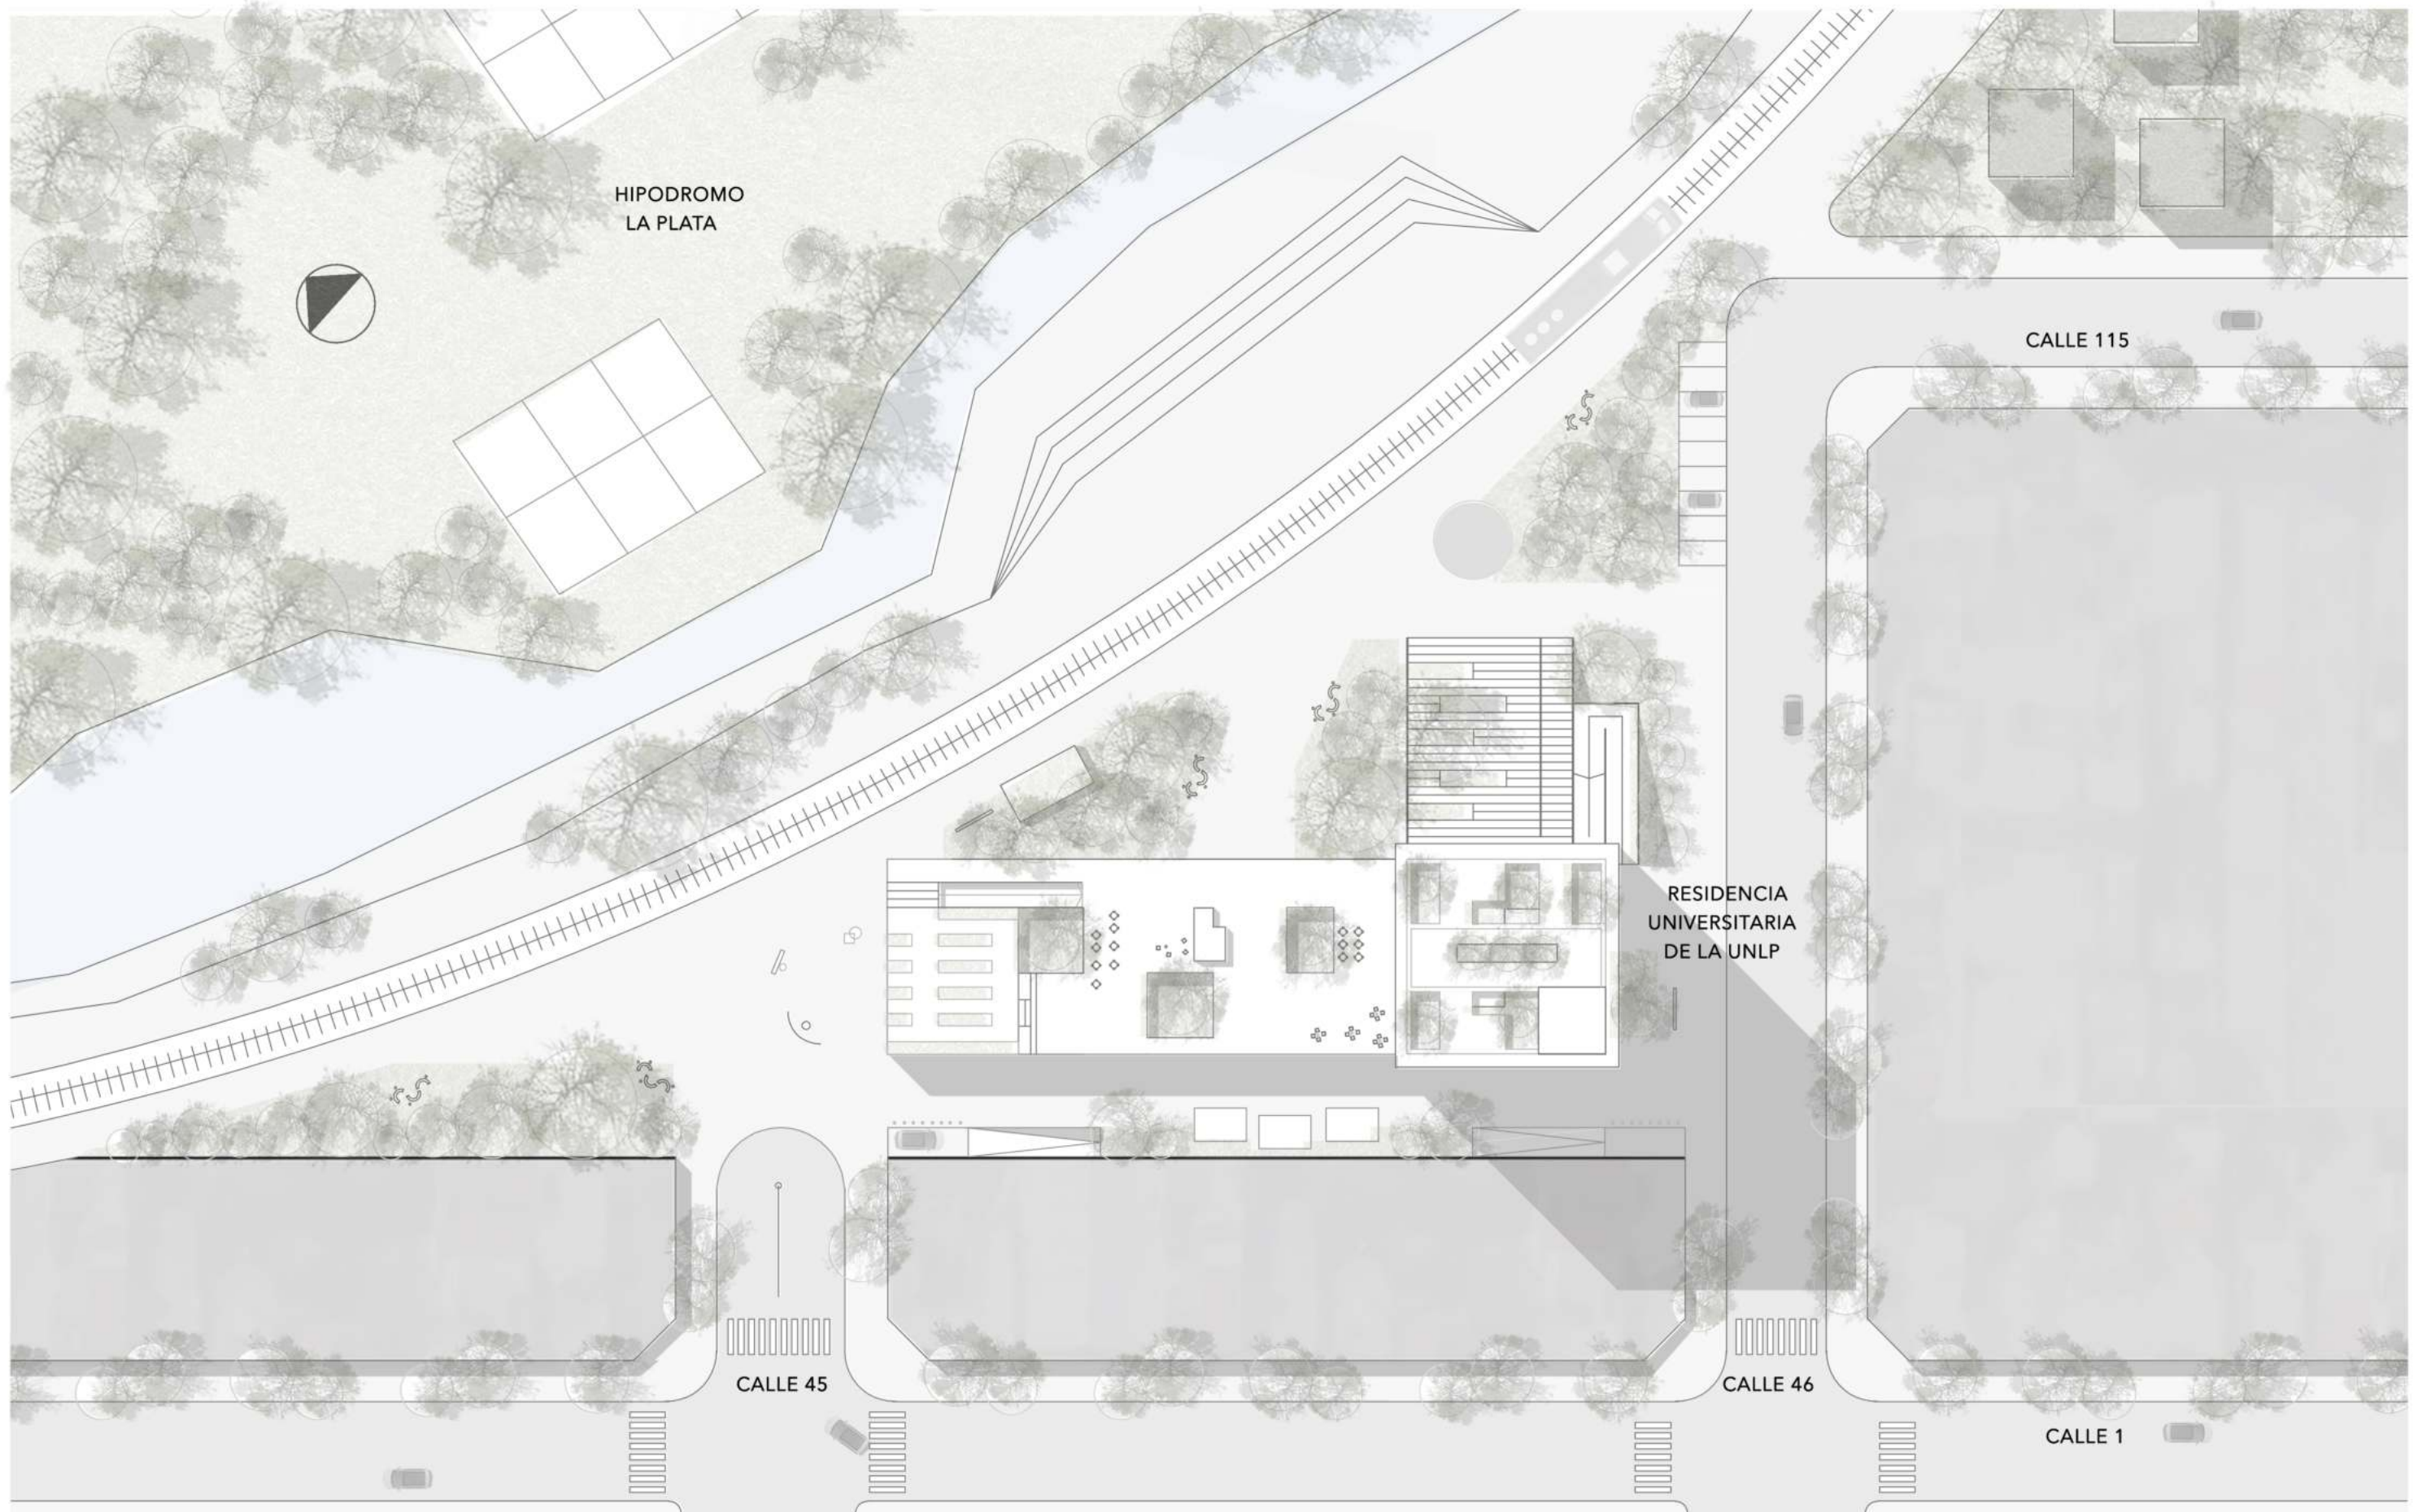 HIPODROMO
LA PLATA
CALLE 115
RESIDENCIA
UNIVERSITARIA
DE LA UNLP
CALLE 45
CALLE 46
CALLE 1